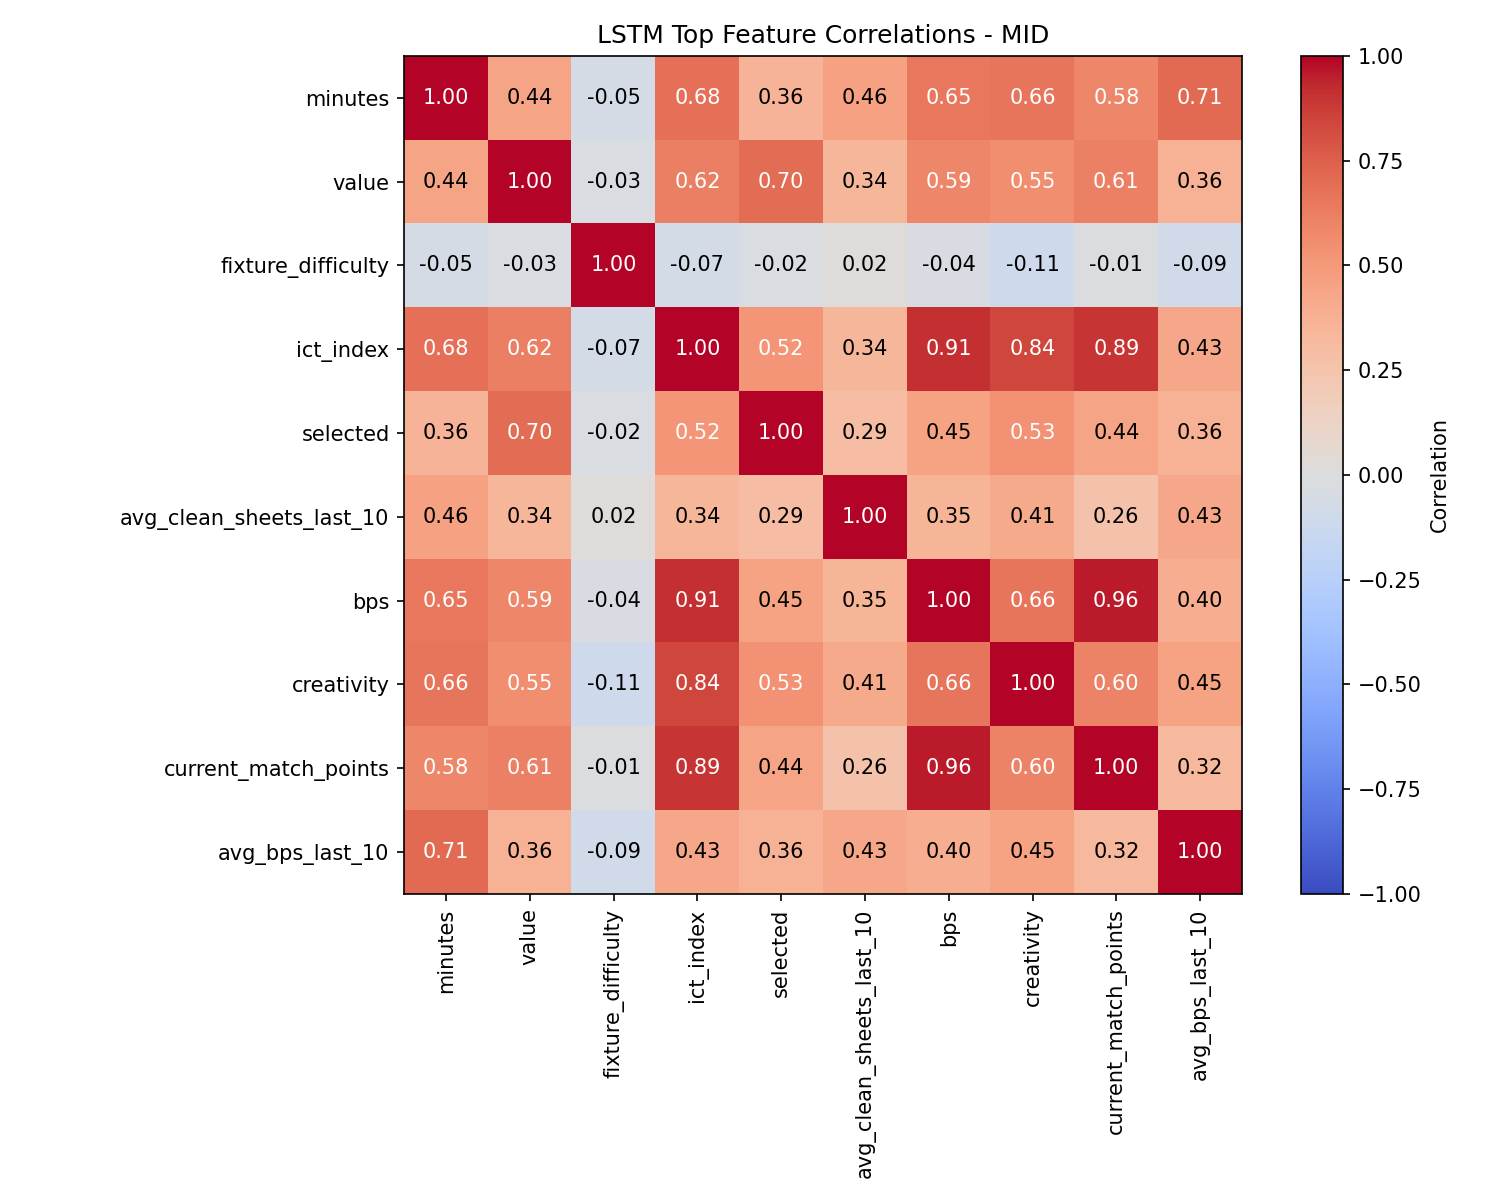 LSTM Top Feature Correlations - MID
minutes 1.00 0.44 -0.05 0.68 0.36 0.46 0.65 0.66 0.58 0.71
value 0.44 1.00 -0.03 0.62 0.70 0.34 0.59 0.55 0.61 0.36
fixture_difficulty -0.05 -0.03 1.00 -0.07 -0.02 0.02 -0.04 -0.11 -0.01 -0.09
ict_index 0.68 0.62 -0.07 1.00 0.52 0.34 0.91 0.84 0.89 0.43
selected 0.36 0.70 -0.02 0.52 1.00 0.29 0.45 0.53 0.44 0.36
avg_clean_sheets_last_10 0.46 0.34 0.02 0.34 0.29 1.00 0.35 0.41 0.26 0.43
bps 0.65 0.59 -0.04 0.91 0.45 0.35 1.00 0.66 0.96 0.40
creativity 0.66 0.55 -0.11 0.84 0.53 0.41 0.66 1.00 0.60 0.45
current_match_points 0.58 0.61 -0.01 0.89 0.44 0.26 0.96 0.60 1.00 0.32
avg_bps_last_10 0.71 0.36 -0.09 0.43 0.36 0.43 0.40 0.45 0.32 1.00
minutes
value
fixture_difficulty
ict_index
selected
avg_clean_sheets_last_10
bps
creativity
current_match_points
avg_bps_last_10
1.00
0.75
0.50
0.25
0.00
−0.25
−0.50
−0.75
−1.00
Correlation